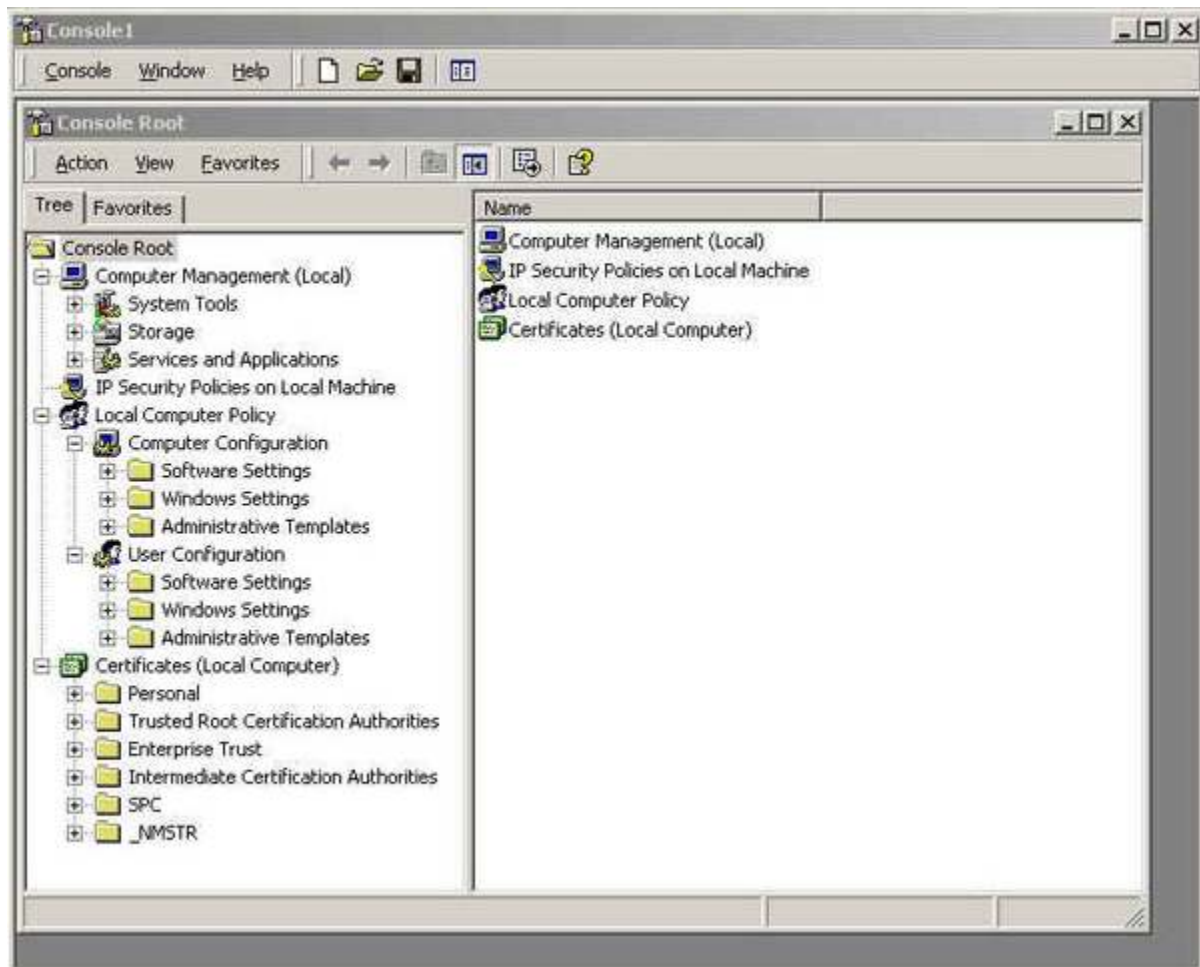 Console1
Console Window Help
Console Root
Action View Favorites
Tree Favorites
Console Root
Computer Management (Local)
System Tools
Storage
Services and Applications
IP Security Policies on Local Machine
Local Computer Policy
Computer Configuration
Software Settings
Windows Settings
Administrative Templates
User Configuration
Software Settings
Windows Settings
Administrative Templates
Certificates (Local Computer)
Personal
Trusted Root Certification Authorities
Enterprise Trust
Intermediate Certification Authorities
SPC
_NMSTR
Name
Computer Management (Local)
IP Security Policies on Local Machine
Local Computer Policy
Certificates (Local Computer)